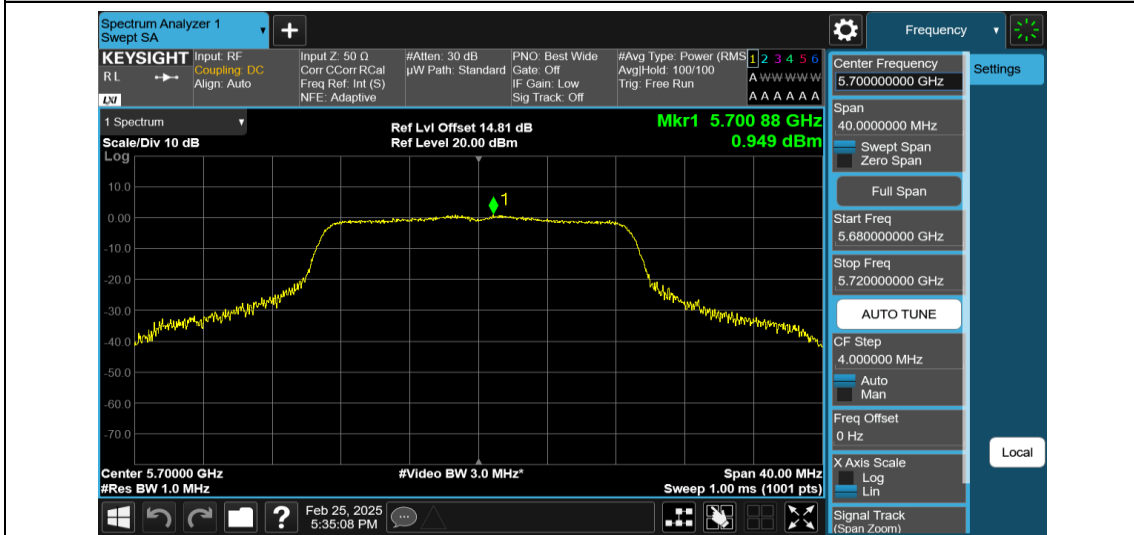 Spectrum Analyzer 1
Swept SA
+
Frequency
KEYSIGHT
R L
LXI
Input: RF
Coupling: DC
Align: Auto
Input Z: 50 Ω
Corr CCorr RCal
Freq Ref: Int (S)
NFE: Adaptive
#Atten: 30 dB
µW Path: Standard
PNO: Best Wide
Gate: Off
IF Gain: Low
Sig Track: Off
#Avg Type: Power (RMS
Avg|Hold: 100/100
Trig: Free Run
1 2 3 4 5 6
A W W W W W
A A A A A A
1 Spectrum
Scale/Div 10 dB
Log
Ref Lvl Offset 14.81 dB
Ref Level 20.00 dBm
Mkr1 5.700 88 GHz
0.949 dBm
1
10.0
0.00
-10.0
-20.0
-30.0
-40.0
-50.0
-60.0
-70.0
Center 5.70000 GHz
#Res BW 1.0 MHz
#Video BW 3.0 MHz*
Span 40.00 MHz
Sweep 1.00 ms (1001 pts)
Center Frequency
5.700000000 GHz
Span
40.0000000 MHz
Swept Span
Zero Span
Full Span
Start Freq
5.680000000 GHz
Stop Freq
5.720000000 GHz
AUTO TUNE
CF Step
4.000000 MHz
Auto
Man
Freq Offset
0 Hz
X Axis Scale
Log
Lin
Signal Track
(Span Zoom)
Settings
Local
?
Feb 25, 2025
5:35:08 PM